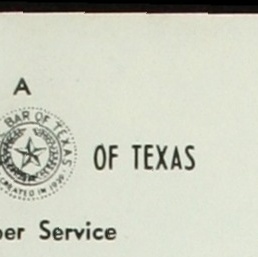 A
BAR OF TEXAS
CREATED IN 1939
OF TEXAS
ber Service